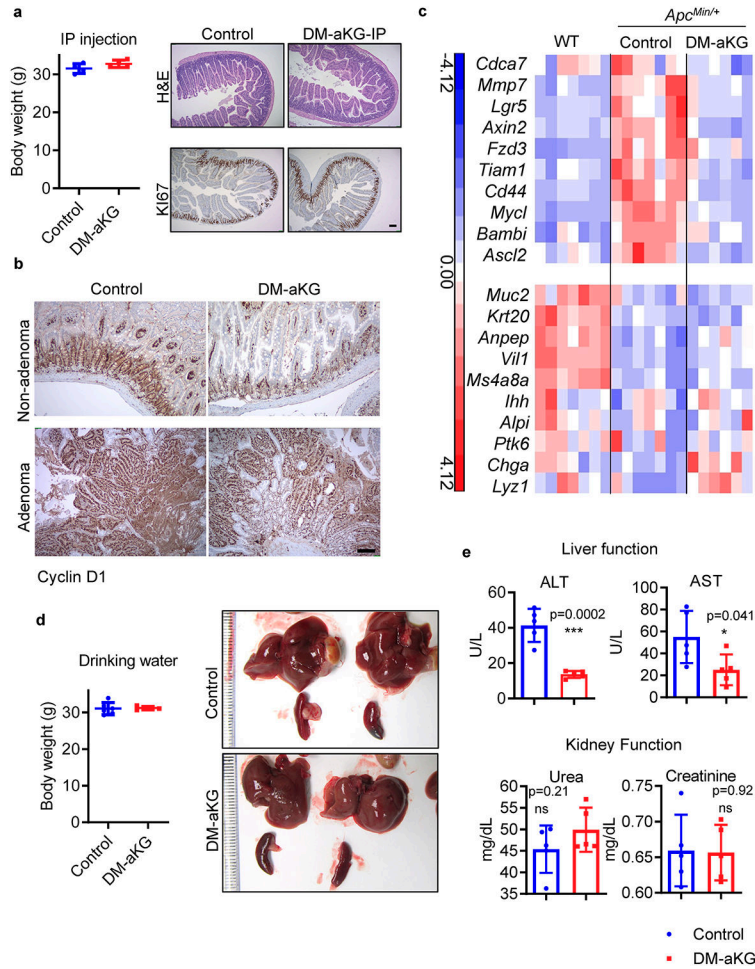 a
IP injection
Body weight (g)
30
20
10
0
Control
DM-aKG
Control
DM-aKG-IP
H&E
KI67
b
Control
DM-aKG
Non-adenoma
Adenoma
Cyclin D1
c
Apc^Min/+
WT
Control
DM-aKG
-4.12
0.00
4.12
Cdca7
Mmp7
Lgr5
Axin2
Fzd3
Tiam1
Cd44
Mycl
Bambi
Ascl2
Muc2
Krt20
Anpep
Vil1
Ms4a8a
Ihh
Alpi
Ptk6
Chga
Lyz1
d
Drinking water
Body weight (g)
30
20
10
0
Control
DM-aKG
Control
DM-aKG
e
Liver function
ALT
U/L
60
40
20
0
p=0.0002
***
AST
U/L
100
80
60
40
20
0
p=0.041
*
Kidney Function
Urea
mg/dL
65
60
55
50
45
40
35
p=0.21
ns
Creatinine
mg/dL
0.75
0.70
0.65
0.60
p=0.92
ns
Control
DM-aKG